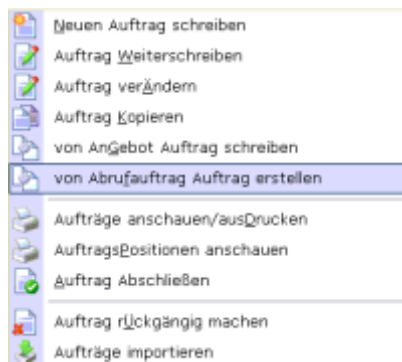 Neuen Auftrag schreiben
Auftrag Weiterschreiben
Auftrag verÄndern
Auftrag Kopieren
von AnGebot Auftrag schreiben
von Abrufauftrag Auftrag erstellen
Aufträge anschauen/ausDrucken
AuftragsPositionen anschauen
Auftrag Abschließen
Auftrag rÜckgängig machen
Aufträge importieren